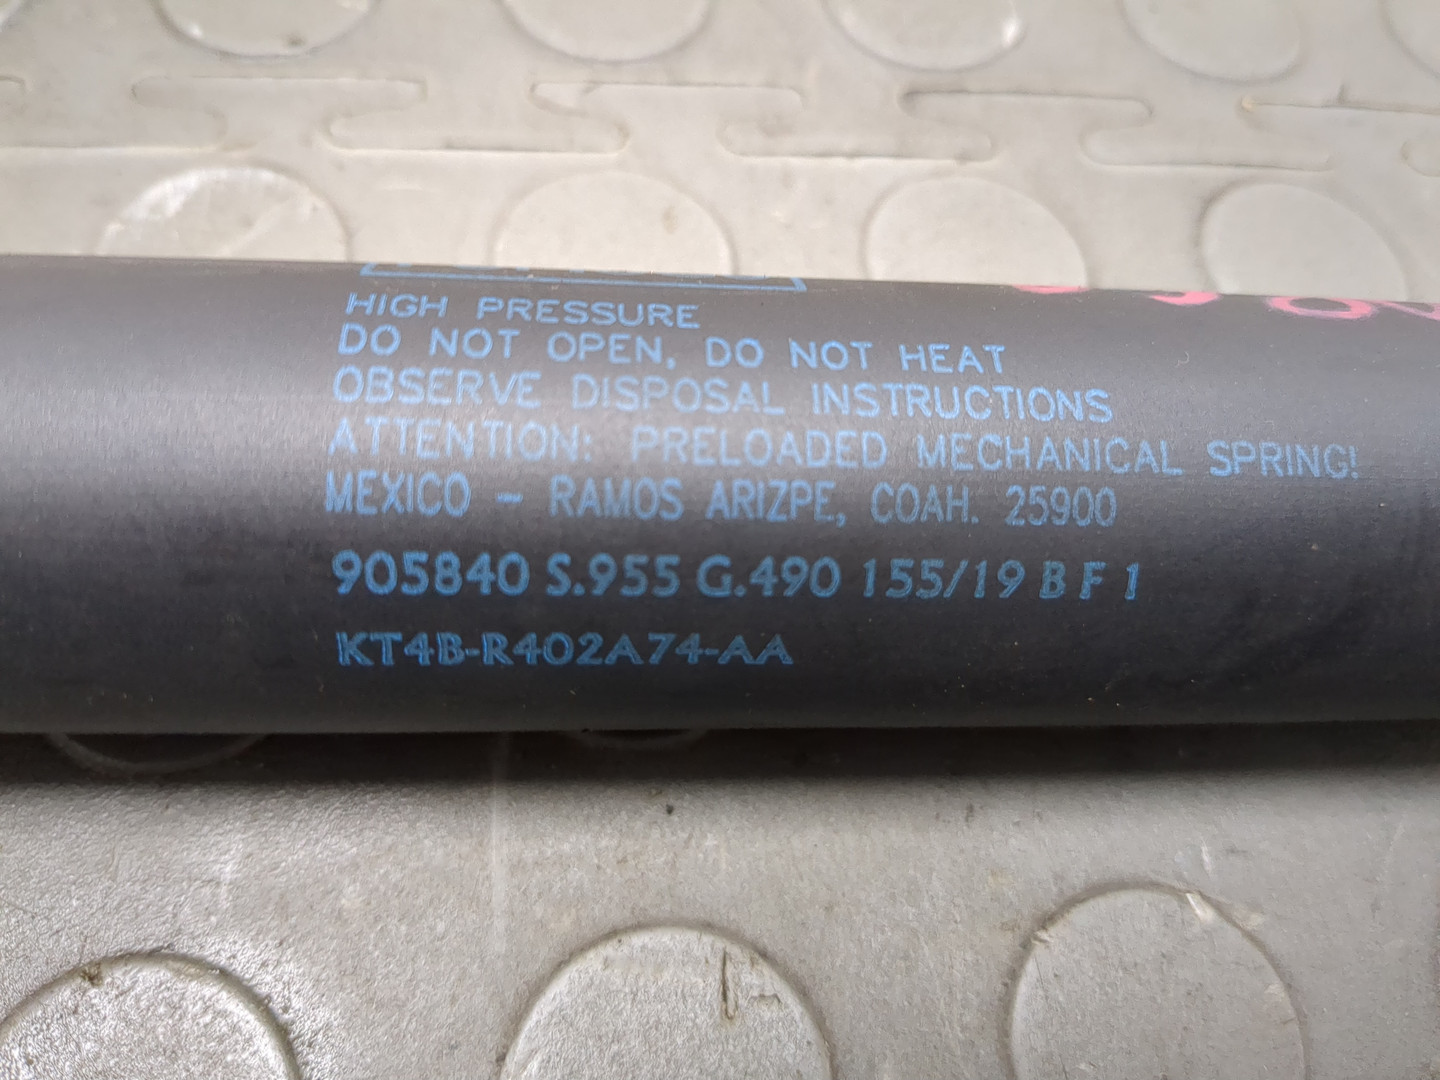 HIGH PRESSURE
DO NOT OPEN, DO NOT HEAT
OBSERVE DISPOSAL INSTRUCTIONS
ATTENTION: PRELOADED MECHANICAL SPRING!
MEXICO - RAMOS ARIZPE, COAH. 25900
905840 S.955 G.490 155/19 B F 1
KT4B-R402A74-AA